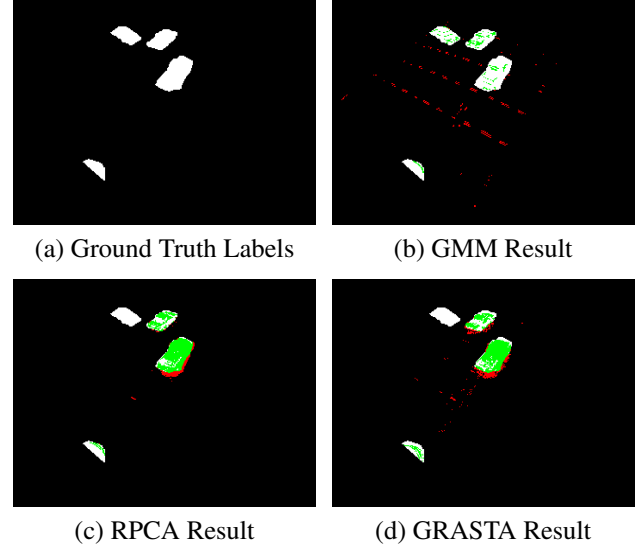 (a) Ground Truth Labels
(b) GMM Result
(c) RPCA Result
(d) GRASTA Result